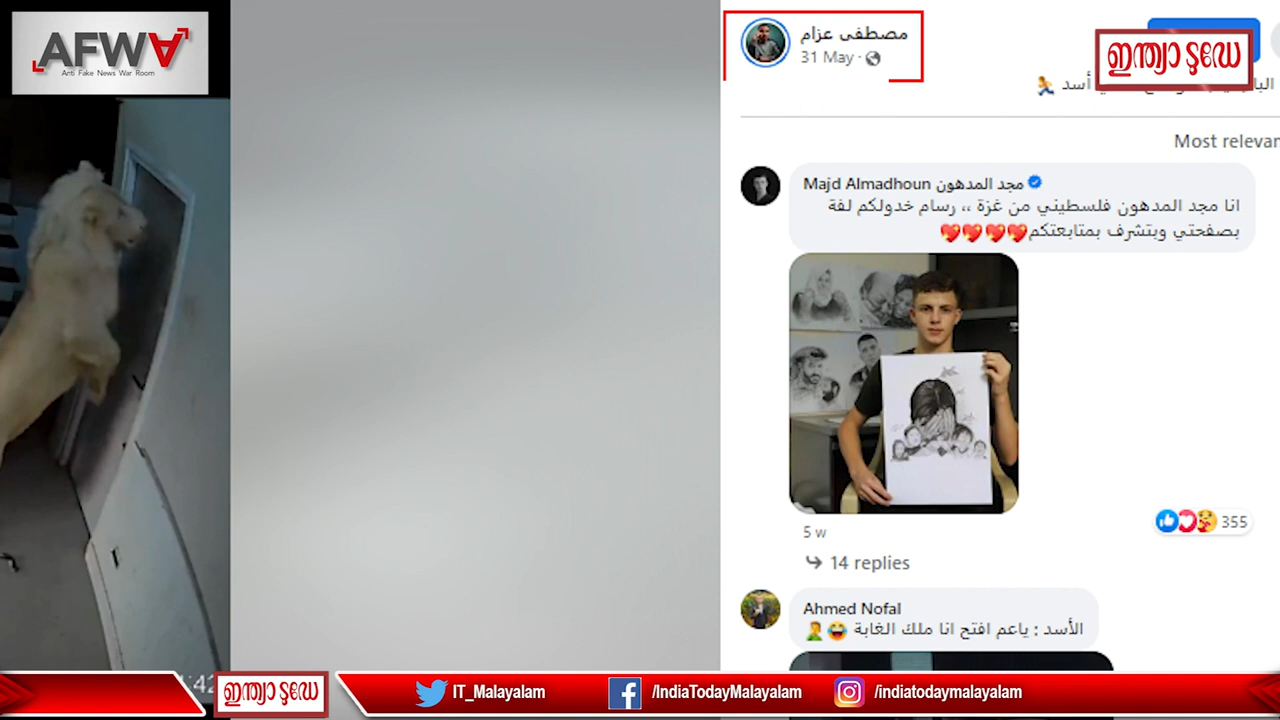 AFWA
Anti Fake News War Room
مصطفى عزام
31 May
ഇന്ത്യാ ടുഡേ
أسد
Most relevan
Majd Almadhoun مجد المدهون
انا مجد المدهون فلسطيني من غزة ،، رسام خدولكم لفة
بصفحتي وبتشرف بمتابعتكم💖💖💖💖
355
5 w
14 replies
Ahmed Nofal
الأسد : ياعم افتح انا ملك الغابة 😂🤦
:42
ഇന്ത്യാ ടുഡേ
IT_Malayalam
/IndiaTodayMalayalam
/indiatodaymalayalam